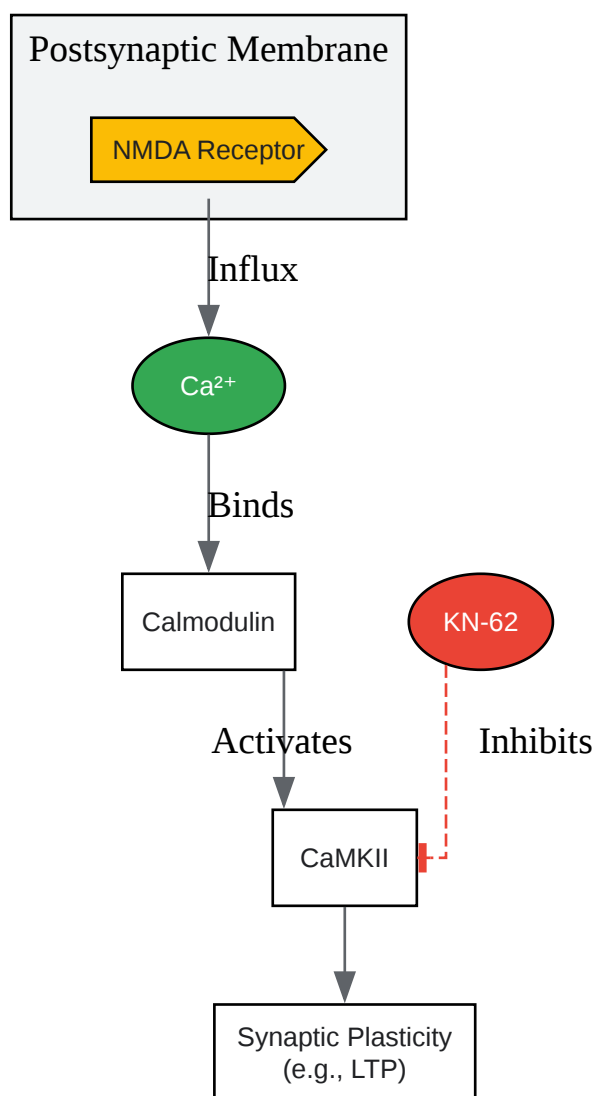 Postsynaptic Membrane
NMDA Receptor
Influx
Ca²⁺
Binds
Calmodulin
KN-62
Activates
Inhibits
CaMKII
Synaptic Plasticity
(e.g., LTP)